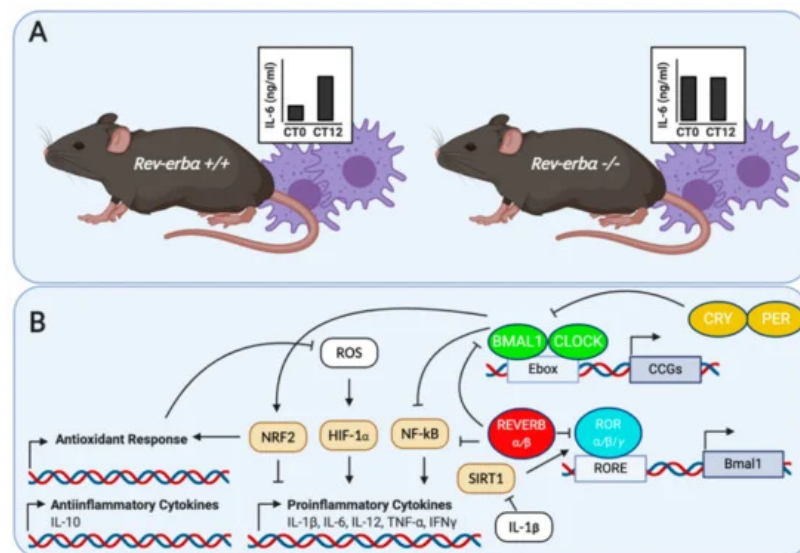 A
IL-6 (ng/ml)
CT0 CT12
Rev-erbα +/+
IL-6 (ng/ml)
CT0 CT12
Rev-erbα -/-
B
CRY PER
BMAL1 CLOCK
Ebox
CCGs
ROS
NRF2
HIF-1α
NF-kB
REVERB
α/β
ROR
α/β/γ
RORE
Bmal1
Antioxidant Response
SIRT1
IL-1β
Antiinflammatory Cytokines
IL-10
Proinflammatory Cytokines
IL-1β, IL-6, IL-12, TNF-α, IFNγ